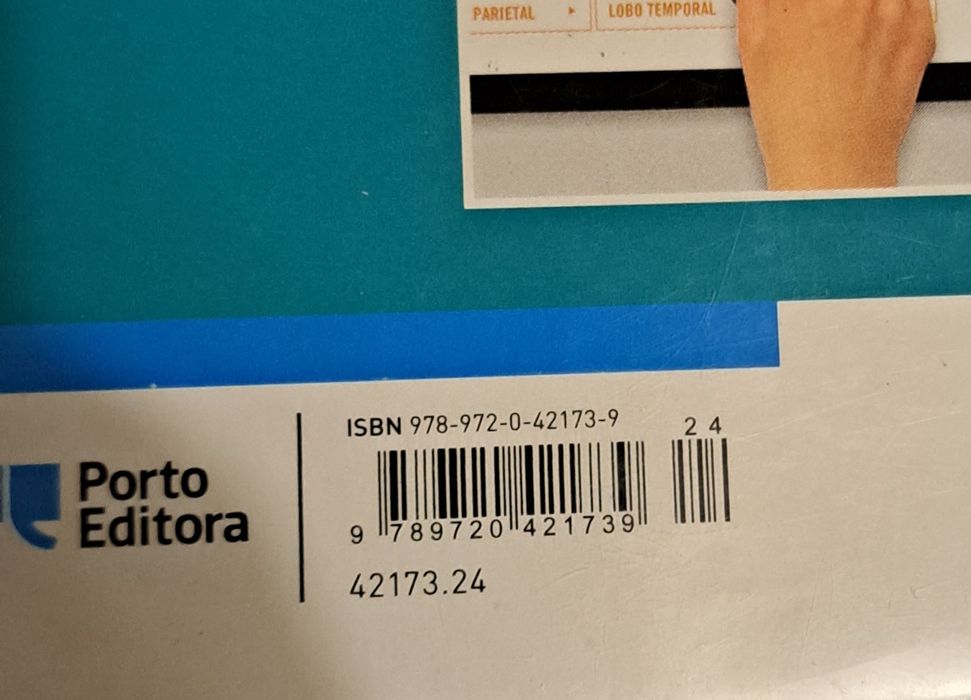 PARIETAL
LOBO TEMPORAL
ISBN 978-972-0-42173-9
2 4
Porto
Editora
9 789720 421739
42173.24